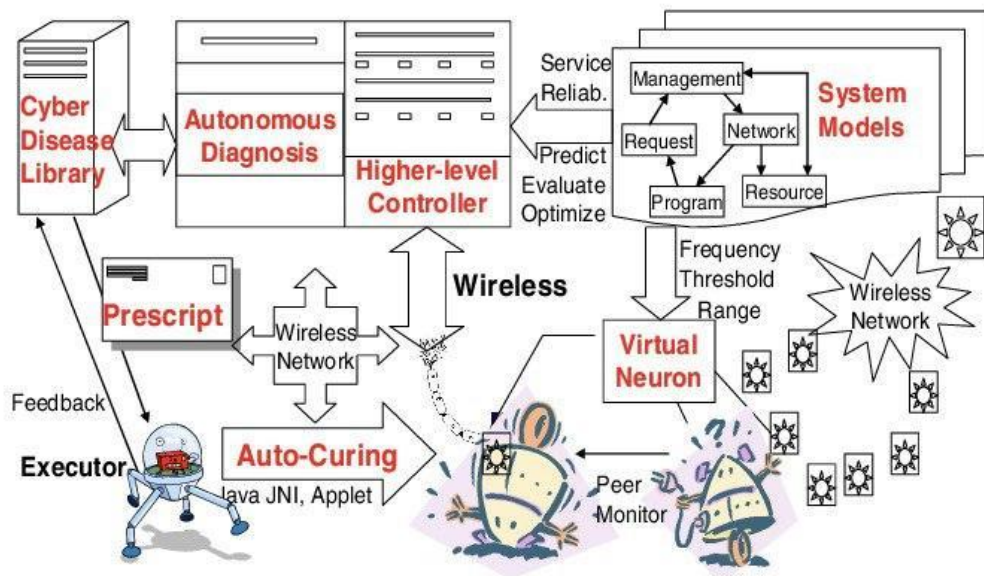 Cyber
Disease
Library
Autonomous
Diagnosis
Higher-level
Controller
Service
Reliab.
Predict
Evaluate
Optimize
Management
Request
Network
Program
Resource
System
Models
Frequency
Threshold
Range
Wireless
Network
Prescript
Wireless
Network
Wireless
Virtual
Neuron
Feedback
Executor
Auto-Curing
Java JNI, Applet
Peer
Monitor